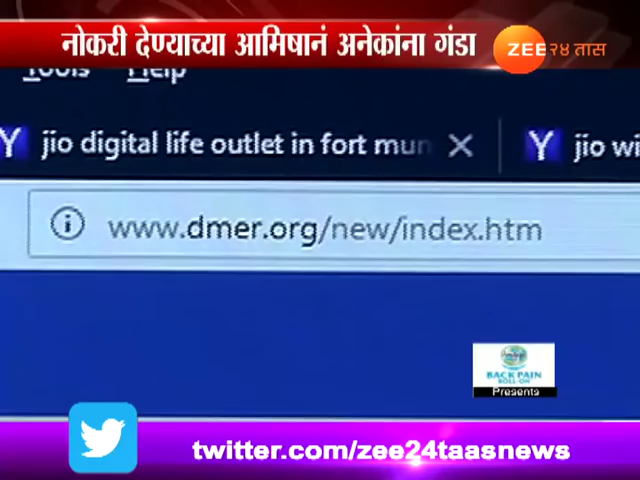 नोकरी देण्याच्या आमिषानं अनेकांना गंडा
ZEE २४ तास
Tools Help
Y jio digital life outlet in fort mun × Y jio wi
www.dmer.org/new/index.htm
BACK PAIN
ROLL-ON
Presents
twitter.com/zee24taasnews